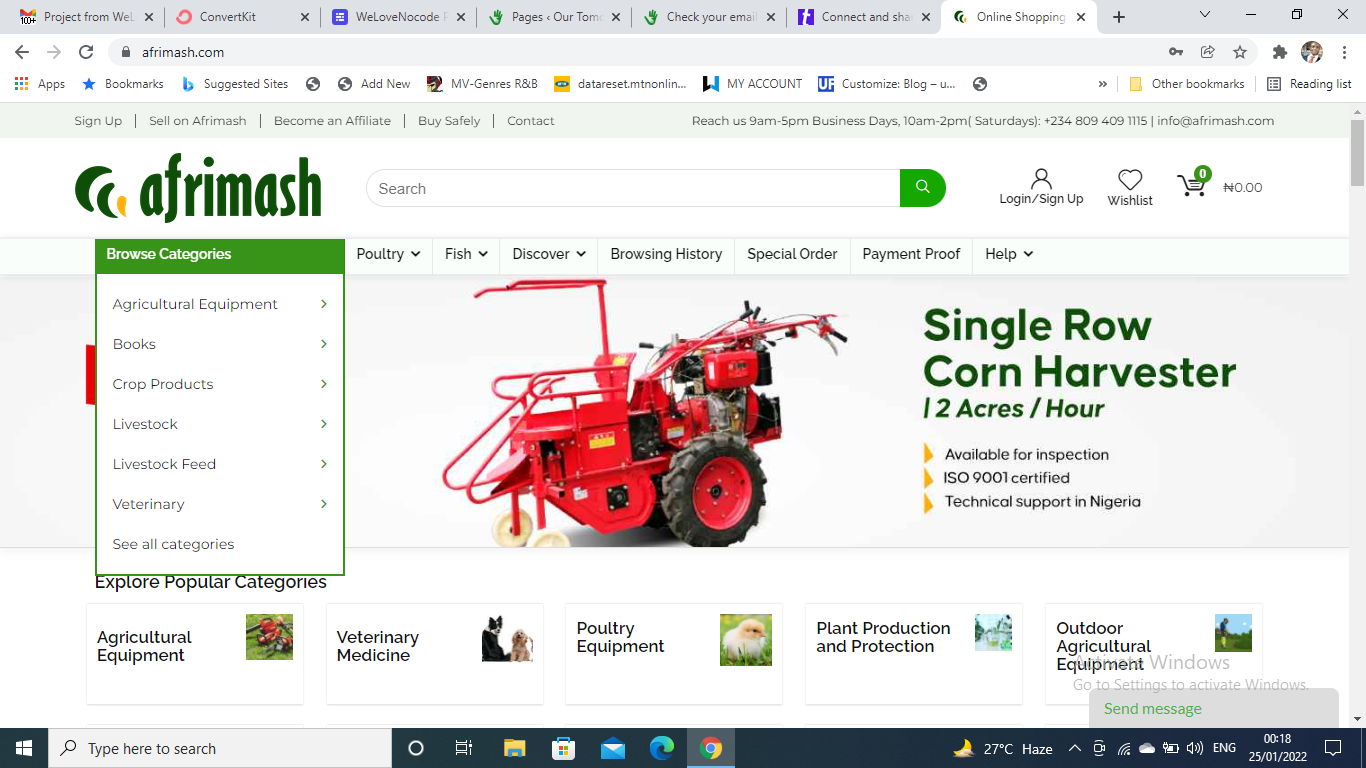 Project from WeL
ConvertKit
WeLoveNocode P
Pages ‹ Our Tomo
Check your email
Connect and shar
Online Shopping
afrimash.com
Apps
Bookmarks
Suggested Sites
Add New
MV-Genres R&B
datareset.mtnonlin...
MY ACCOUNT
Customize: Blog – u...
»
Other bookmarks
Reading list
Sign Up
Sell on Afrimash
Become an Affiliate
Buy Safely
Contact
Reach us 9am-5pm Business Days, 10am-2pm( Saturdays): +234 809 409 1115 | info@afrimash.com
afrimash
Search
Login/Sign Up
Wishlist
0
₦0.00
Browse Categories
Poultry
Fish
Discover
Browsing History
Special Order
Payment Proof
Help
Agricultural Equipment
Books
Crop Products
Livestock
Livestock Feed
Veterinary
See all categories
Single Row
Corn Harvester
| 2 Acres / Hour
Available for inspection
ISO 9001 certified
Technical support in Nigeria
Explore Popular Categories
Agricultural
Equipment
Veterinary
Medicine
Poultry
Equipment
Plant Production
and Protection
Outdoor
Agricultural
Equipment
Activate Windows
Go to Settings to activate Windows.
Send message
Type here to search
27°C Haze
ENG
00:18
25/01/2022